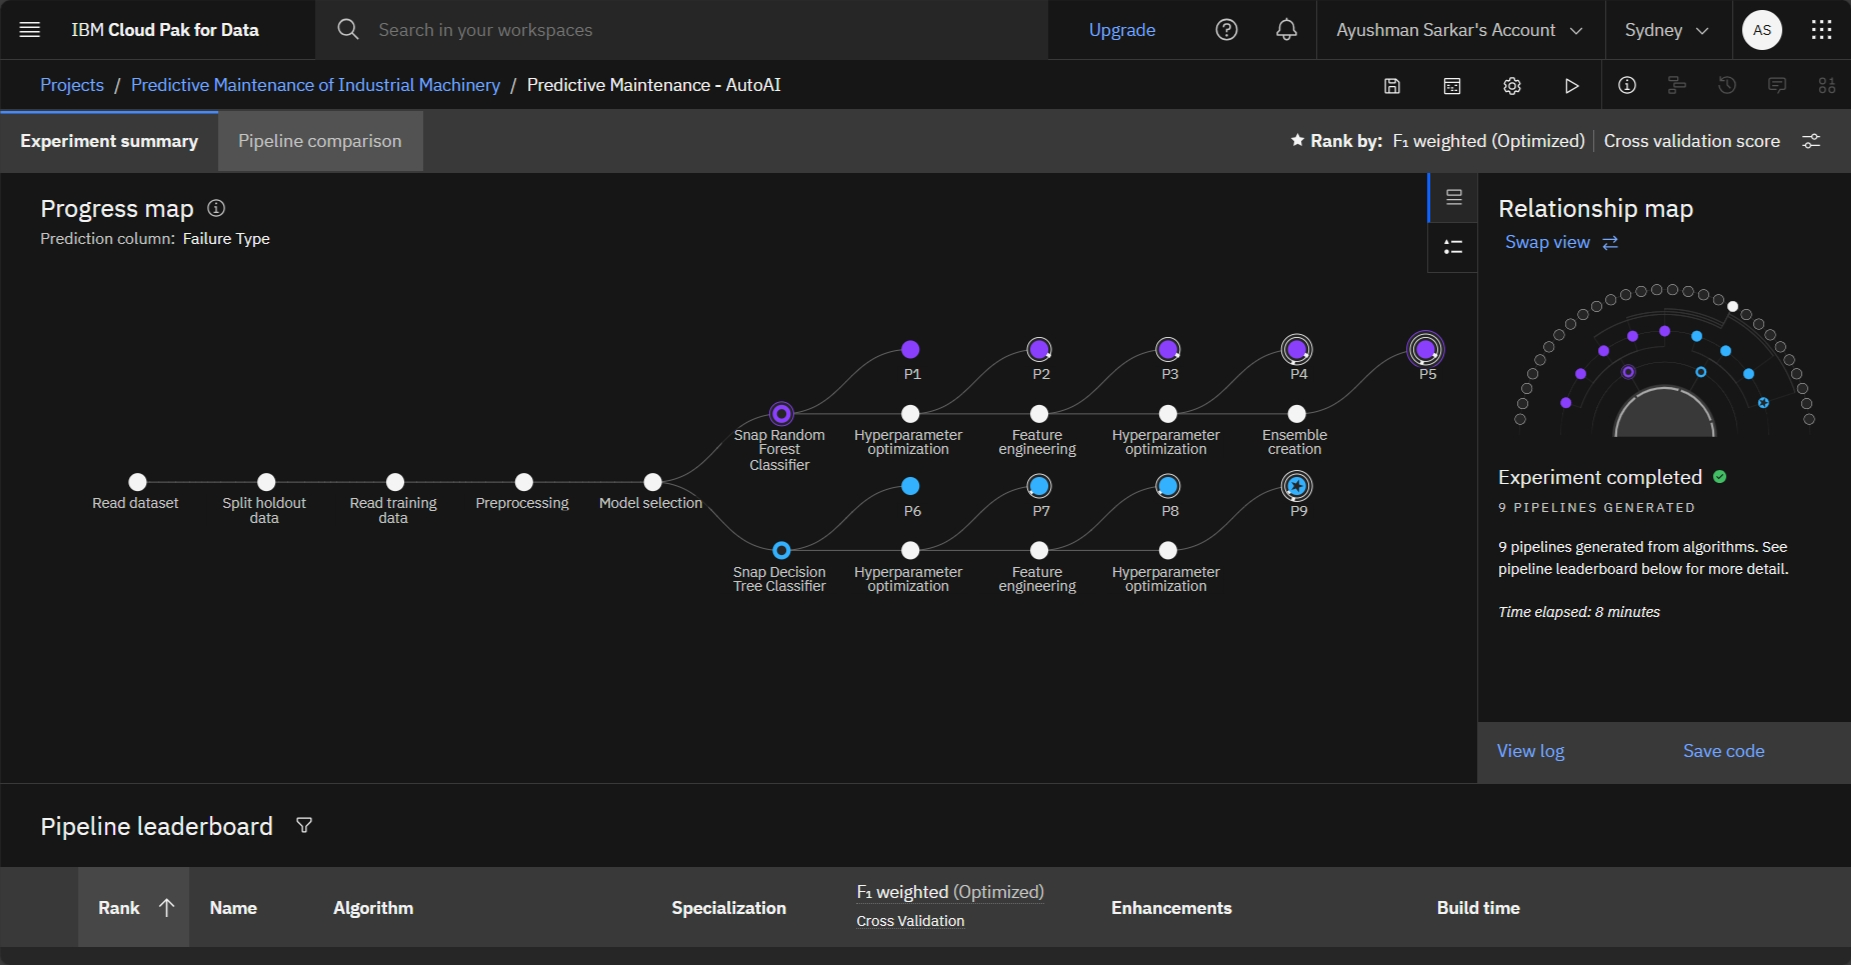 IBM Cloud Pak for Data
Search in your workspaces
Upgrade
Ayushman Sarkar's Account
Sydney
AS
Projects / Predictive Maintenance of Industrial Machinery / Predictive Maintenance - AutoAI
Experiment summary
Pipeline comparison
Rank by: F₁ weighted (Optimized) | Cross validation score
Progress map
Prediction column: Failure Type
P1
P2
P3
P4
P5
Snap Random
Forest
Classifier
Hyperparameter
optimization
Feature
engineering
Hyperparameter
optimization
Ensemble
creation
Read dataset
Split holdout
data
Read training
data
Preprocessing
Model selection
P6
P7
P8
P9
Snap Decision
Tree Classifier
Hyperparameter
optimization
Feature
engineering
Hyperparameter
optimization
Relationship map
Swap view
Experiment completed
9 PIPELINES GENERATED
9 pipelines generated from algorithms. See
pipeline leaderboard below for more detail.
Time elapsed: 8 minutes
View log
Save code
Pipeline leaderboard
Rank
Name
Algorithm
Specialization
F₁ weighted (Optimized)
Cross Validation
Enhancements
Build time